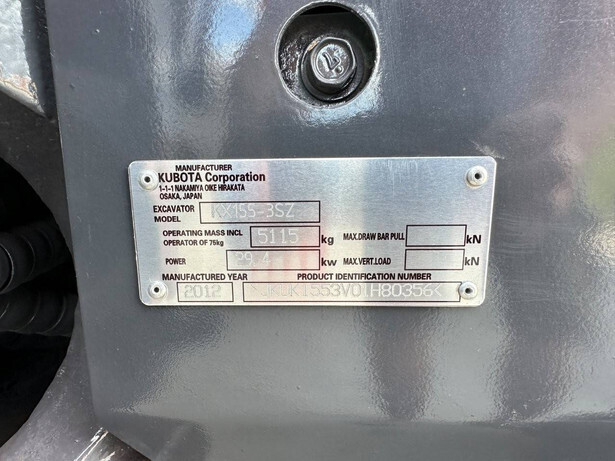 4
MANUFACTURER
KUBOTA Corporation
1-1-1 NAKAMIYA OIKE HIRAKATA
OSAKA, JAPAN
EXCAVATOR MODEL KX155-3SZ
OPERATING MASS INCL OPERATOR OF 75kg 5115 kg MAX.DRAW BAR PULL kN
POWER 29.4 kw MAX.VERT.LOAD kN
MANUFACTURED YEAR PRODUCT IDENTIFICATION NUMBER
2012